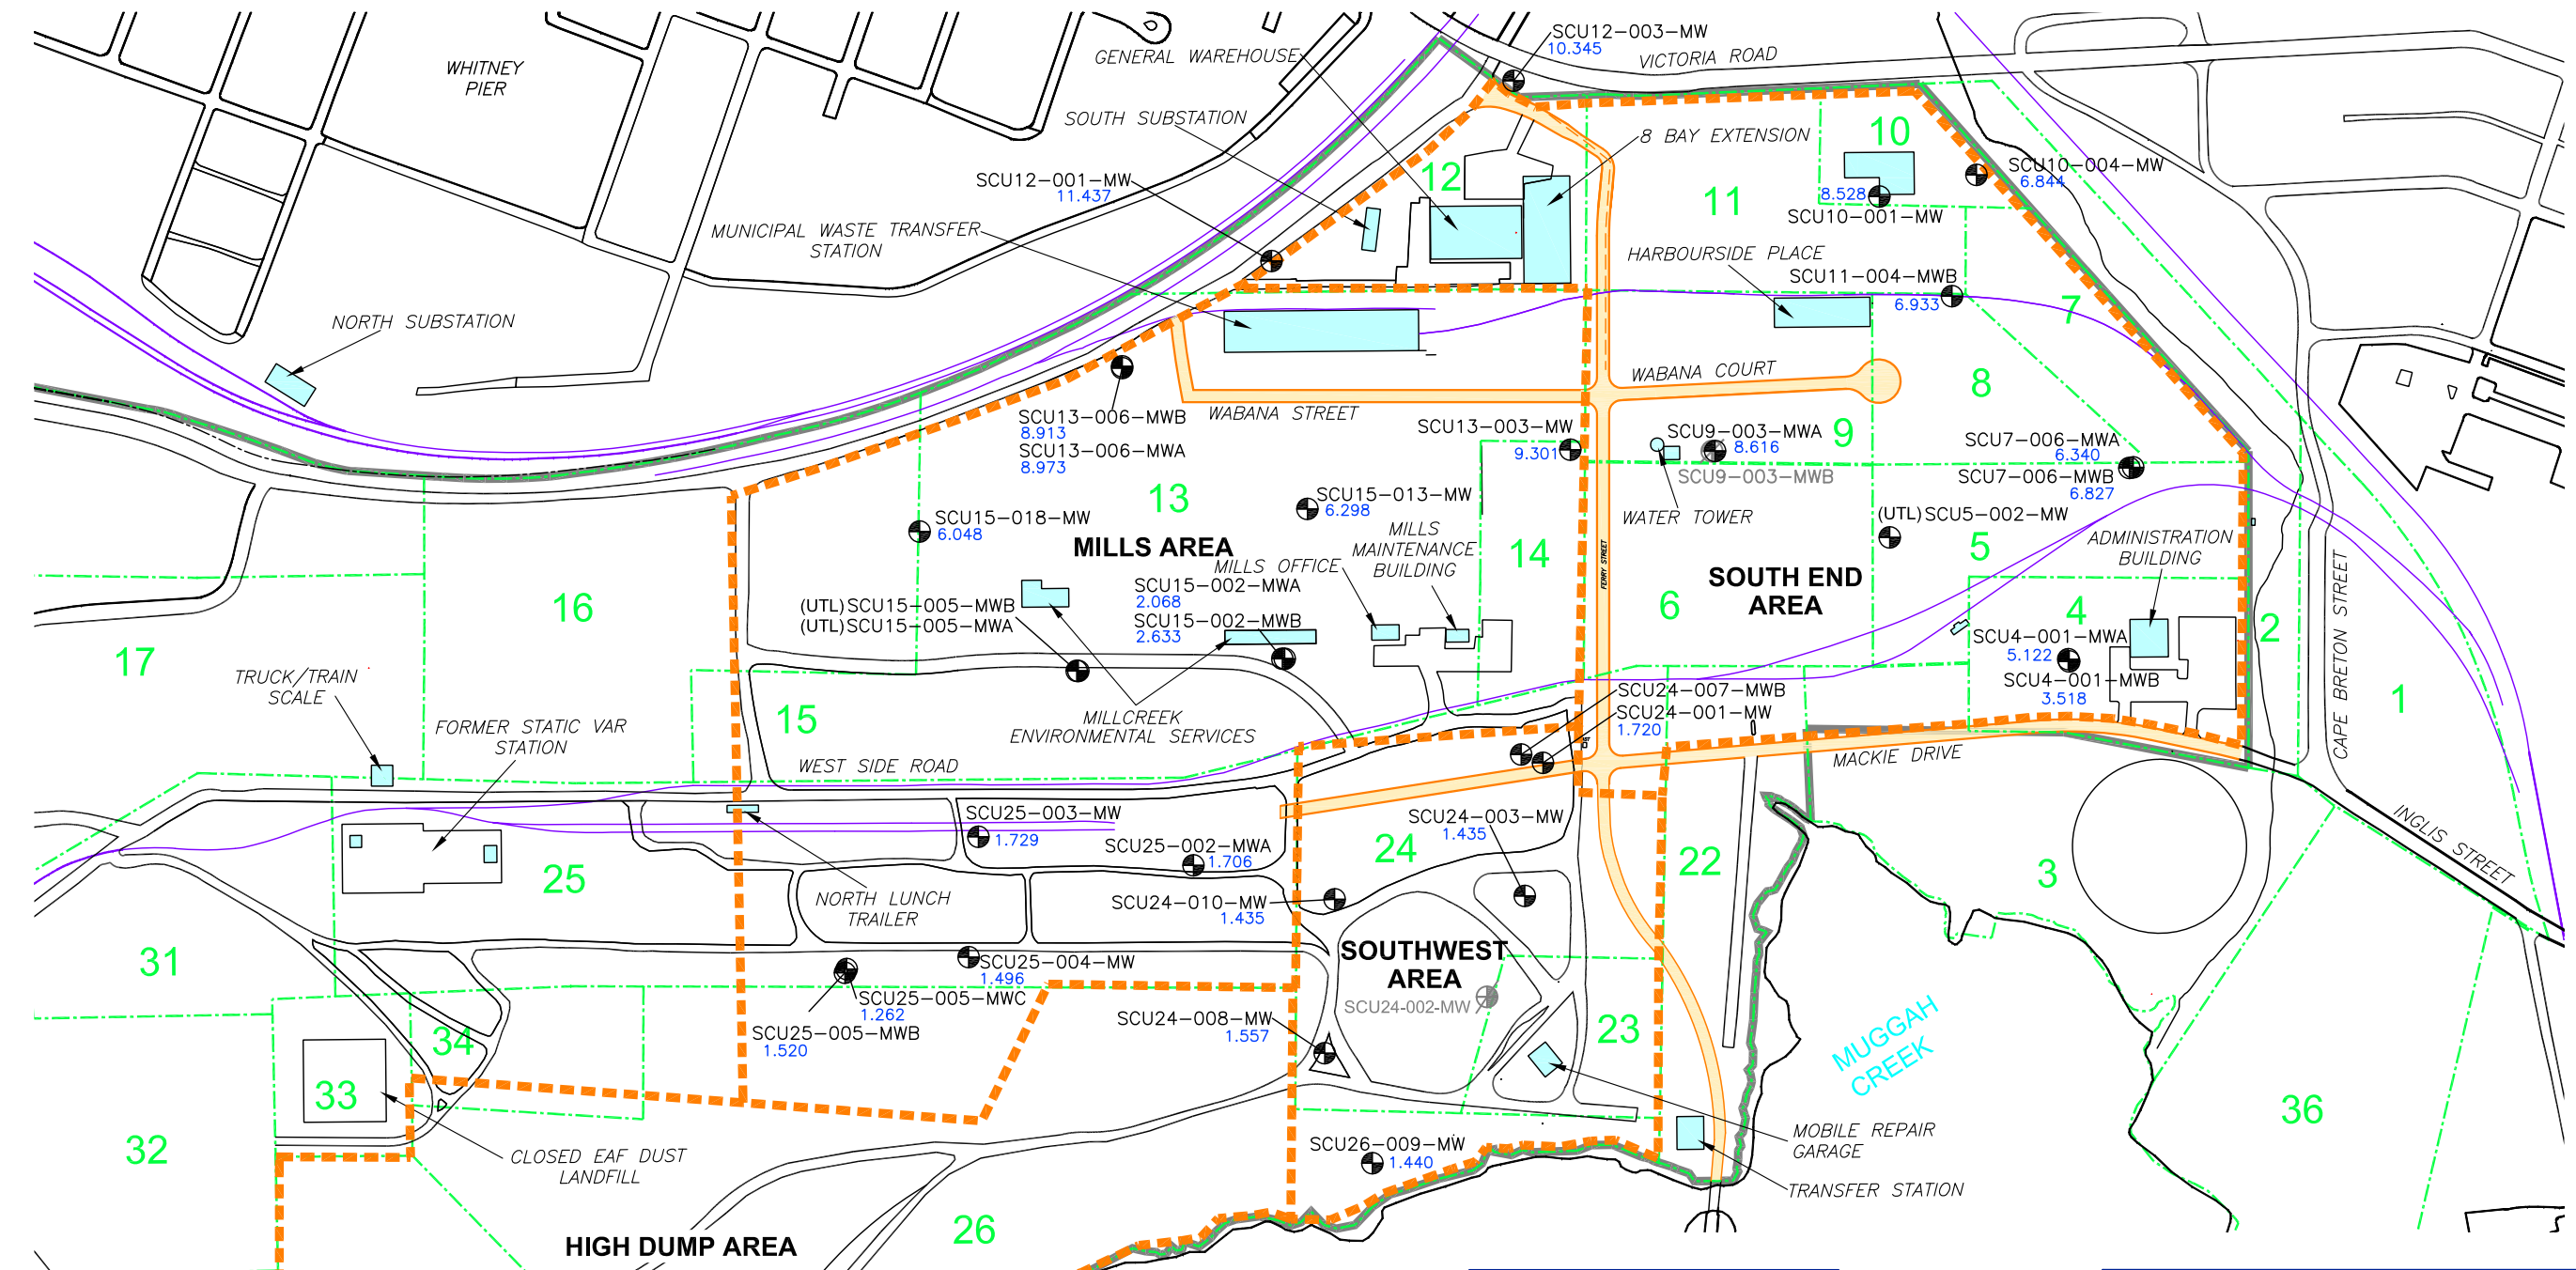 SCU12-003-MW
10.345
VICTORIA ROAD
GENERAL WAREHOUSE
WHITNEY
PIER
SOUTH SUBSTATION
8 BAY EXTENSION
10
12
SCU12-001-MW
11.437
SCU10-004-MW
6.844
11
8.528
SCU10-001-MW
MUNICIPAL WASTE TRANSFER
STATION
HARBOURSIDE PLACE
SCU11-004-MWB
6.933
7
NORTH SUBSTATION
WABANA COURT
8
WABANA STREET
SCU13-006-MWB
8.913
SCU13-006-MWA
8.973
SCU13-003-MW
9.301
SCU9-003-MWA
8.616
9
SCU9-003-MWB
SCU7-006-MWA
6.340
SCU7-006-MWB
6.827
13
SCU15-013-MW
6.298
WATER TOWER
SCU15-018-MW
6.048
MILLS AREA
MILLS
MAINTENANCE
BUILDING
MILLS OFFICE
14
FERRY STREET
(UTL)SCU5-002-MW
5
ADMINISTRATION
BUILDING
CAPE BRETON STREET
SOUTH END
AREA
6
4
2
16
(UTL)SCU15-005-MWB
(UTL)SCU15-005-MWA
SCU15-002-MWA
2.068
SCU15-002-MWB
2.633
SCU4-001-MWA
5.122
SCU4-001-MWB
3.518
17
TRUCK/TRAIN
SCALE
1
15
MILLCREEK
ENVIRONMENTAL SERVICES
SCU24-007-MWB
SCU24-001-MW
1.720
FORMER STATIC VAR
STATION
WEST SIDE ROAD
MACKIE DRIVE
INGLIS STREET
SCU25-003-MW
1.729
SCU25-002-MWA
1.706
SCU24-003-MW
1.435
24
22
3
25
NORTH LUNCH
TRAILER
SCU24-010-MW
1.435
31
SOUTHWEST
AREA
SCU25-004-MW
1.496
SCU24-002-MW
SCU25-005-MWC
1.262
SCU25-005-MWB
1.520
SCU24-008-MW
1.557
34
23
MUGGAH
CREEK
33
36
32
CLOSED EAF DUST
LANDFILL
SCU26-009-MW
1.440
MOBILE REPAIR
GARAGE
TRANSFER STATION
26
HIGH DUMP AREA